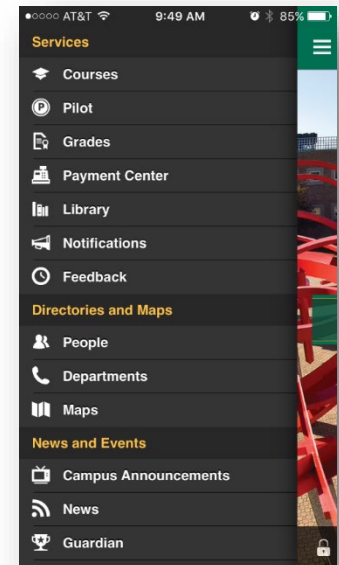 AT&T 9:49 AM 85%
Services
Courses
P Pilot
Grades
Payment Center
Library
Notifications
Feedback
Directories and Maps
People
Departments
Maps
News and Events
Campus Announcements
News
Guardian